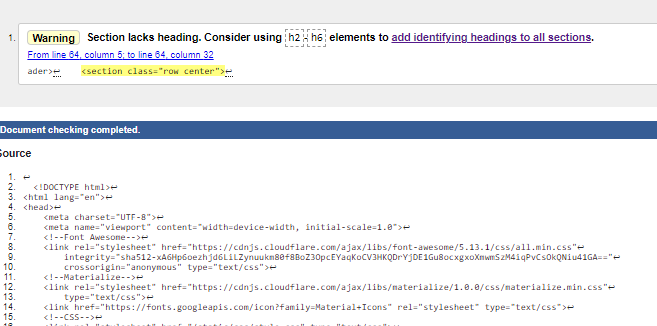 1. Warning Section lacks heading. Consider using h2-h6 elements to add identifying headings to all sections.
From line 64, column 5; to line 64, column 32
ader>↩ <section class="row center">↩
Document checking completed.
Source
1. ↩
2. <!DOCTYPE html>↩
3. <html lang="en">↩
4. <head>↩
5. <meta charset="UTF-8">↩
6. <meta name="viewport" content="width=device-width, initial-scale=1.0">↩
7. <!--Font Awesome-->↩
8. <link rel="stylesheet" href="https://cdnjs.cloudflare.com/ajax/libs/font-awesome/5.13.1/css/all.min.css"↩
9. integrity="sha512-xA6Hp6oezhjd6LiLZynuukm80f8BoZ3OpcEYaqKoCV3HKQDrYjDE1Gu8ocxgxoXmwmSzM4iqPvCsOkQNiu41GA=="↩
10. crossorigin="anonymous" type="text/css">↩
11. <!--Materialize-->↩
12. <link rel="stylesheet" href="https://cdnjs.cloudflare.com/ajax/libs/materialize/1.0.0/css/materialize.min.css"↩
13. type="text/css">↩
14. <link href="https://fonts.googleapis.com/icon?family=Material+Icons" rel="stylesheet" type="text/css">↩
15. <!--CSS-->↩